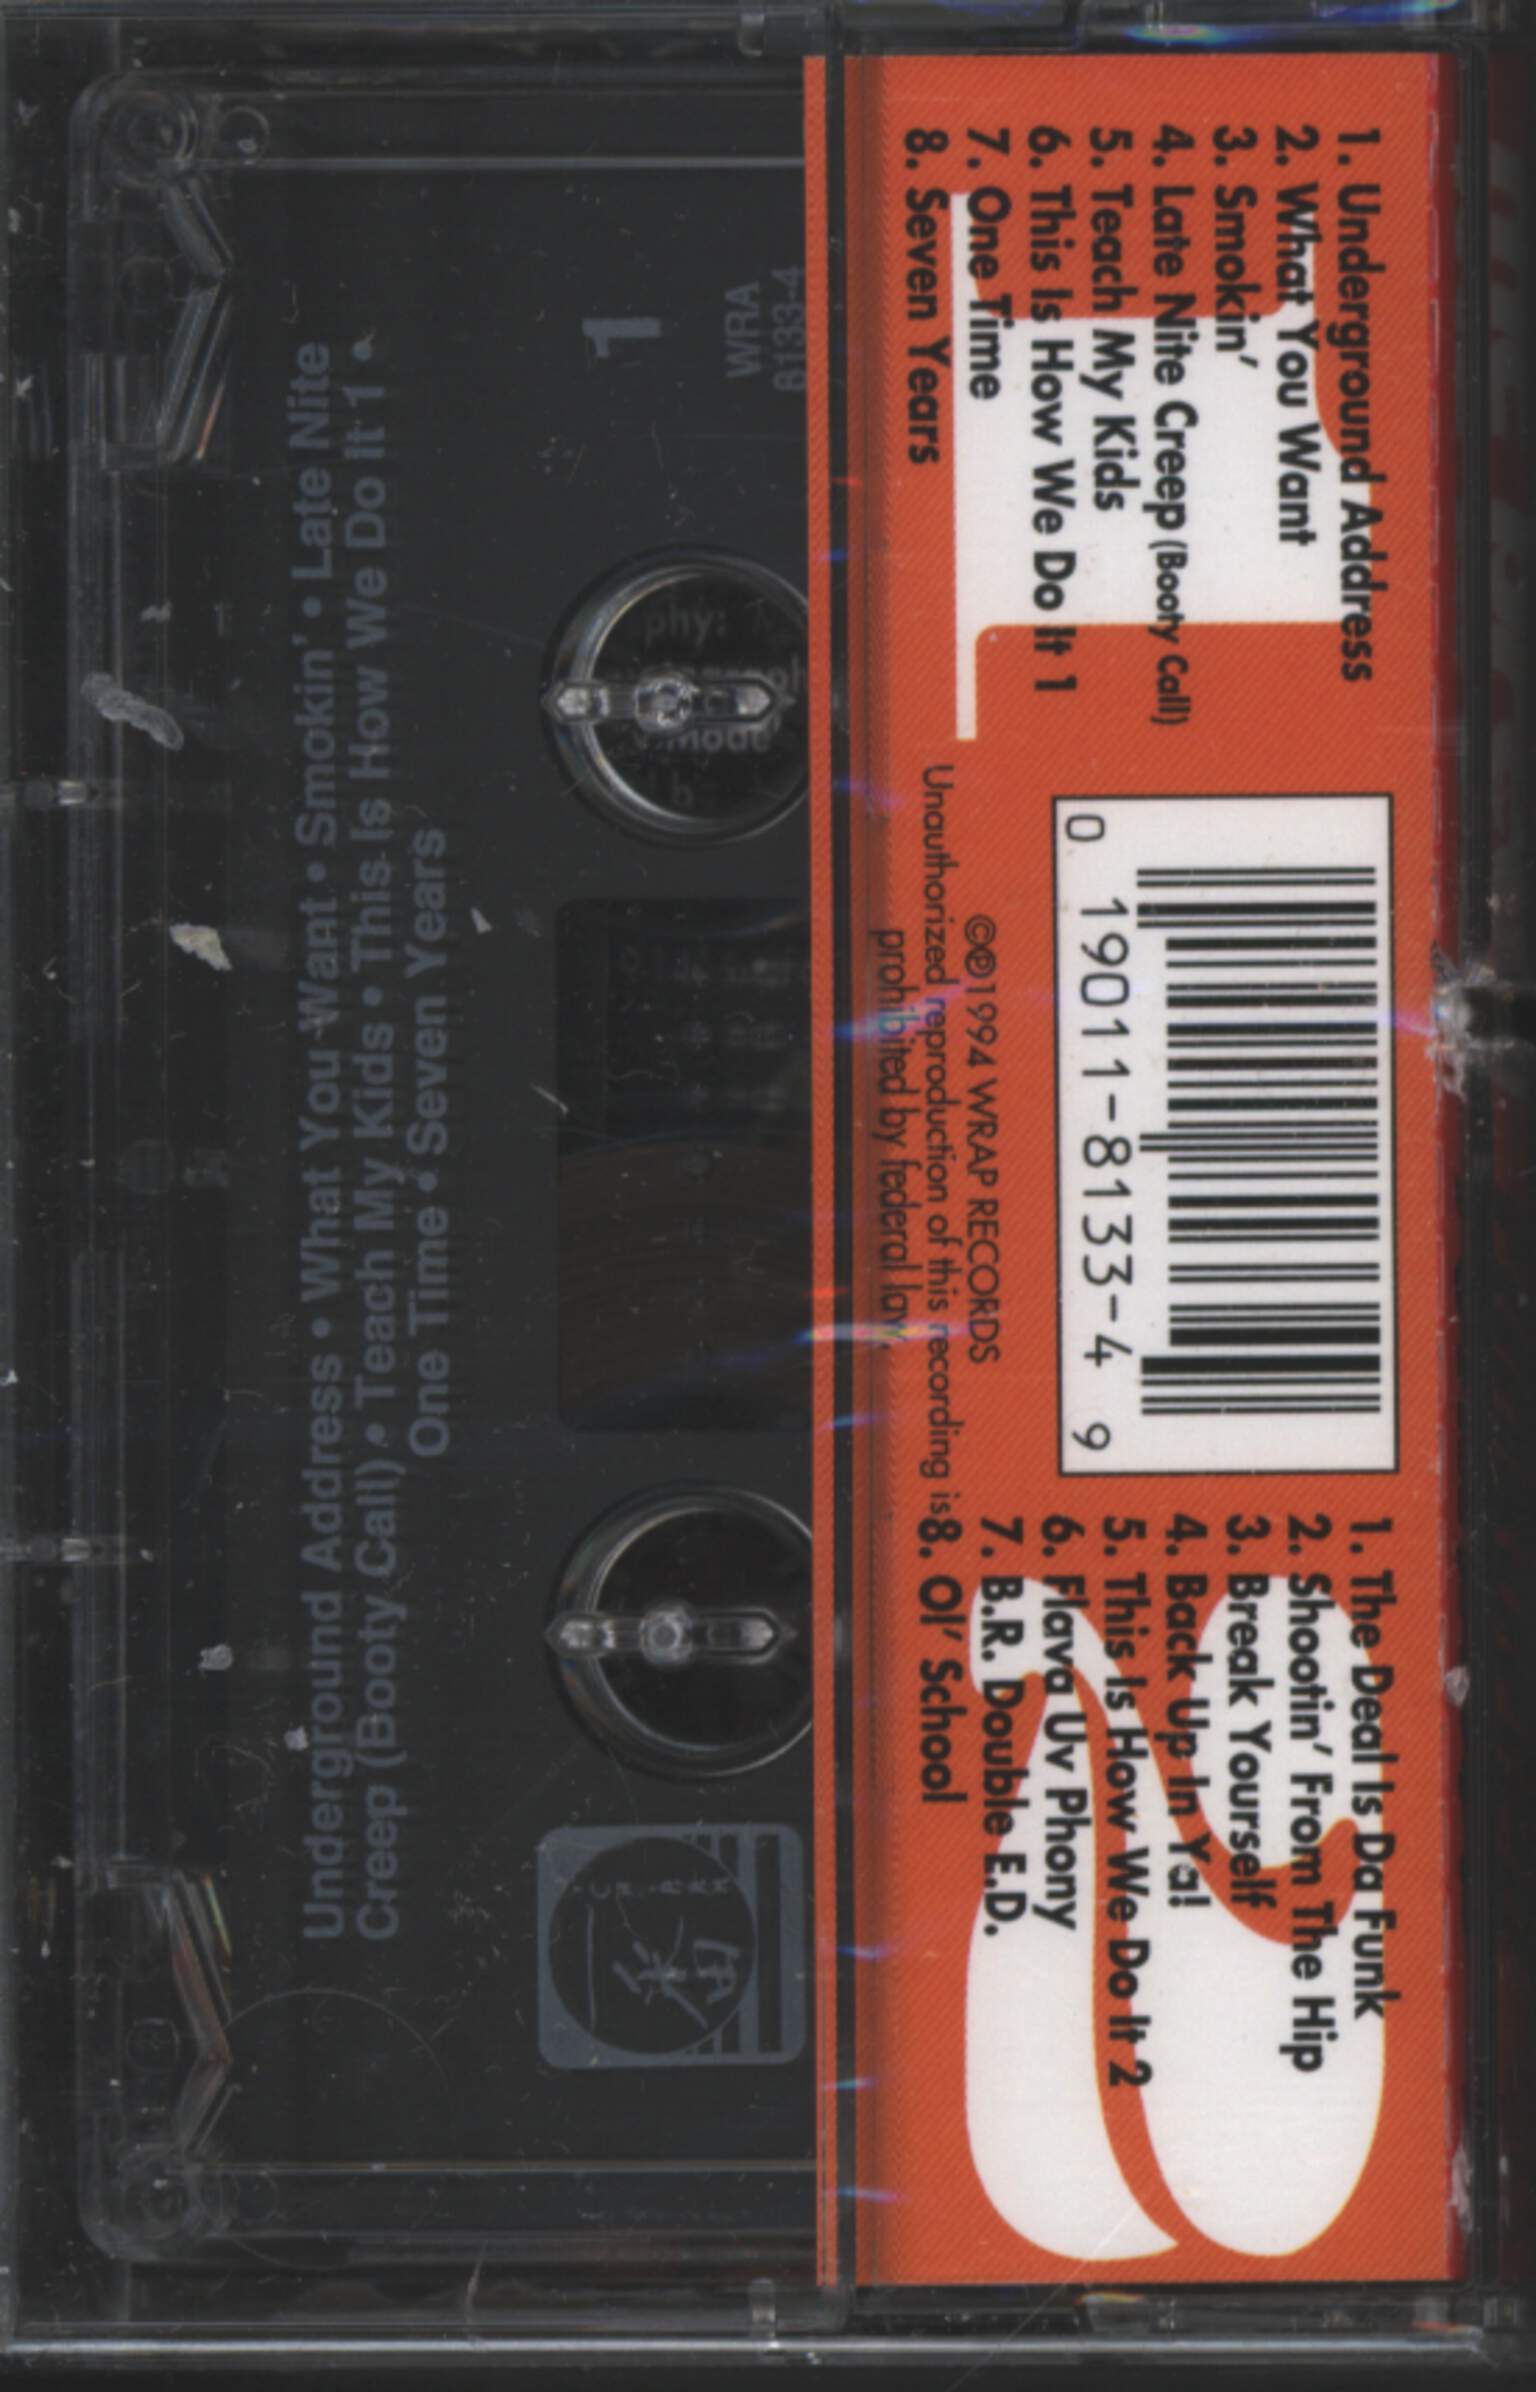 1. Underground Address
2. What You Want
3. Smokin'
4. Late Nite Creep (Booty Call)
5. Teach My Kids
6. This Is How We Do It 1
7. One Time
8. Seven Years
0 19011-8133-4 9
©℗1994 WRAP RECORDS
Unauthorized reproduction of this recording is
prohibited by federal law
1. The Deal Is Da Funk
2. Shootin' From The Hip
3. Break Yourself
4. Back Up In Ya!
5. This Is How We Do It 2
6. Flava Uv Phony
7. B.R. Double E.D.
8. Ol' School
WRA
8133-4
1
phy:
mode
Underground Address • What You Want • Smokin' • Late Nite
Creep (Booty Call) • Teach My Kids • This Is How We Do It 1 •
One Time • Seven Years